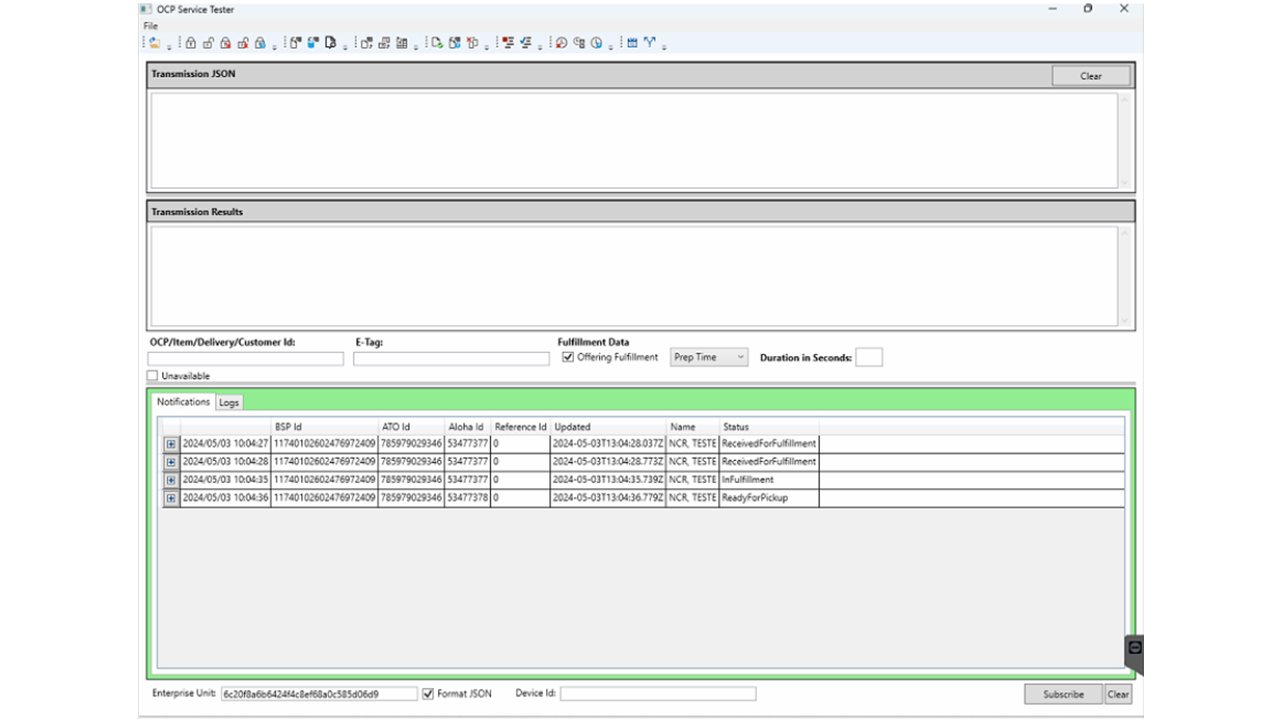 OCP Service Tester
File
Transmission JSON
Clear
Transmission Results
OCP/Item/Delivery/Customer Id: E-Tag: Fulfillment Data
Offering Fulfillment Prep Time Duration in Seconds:
Unavailable
Notifications Logs
BSP Id ATO Id Aloha Id Reference Id Updated Name Status
2024/05/03 10:04:27 11740102602476972409 785979029346 53477377 0 2024-05-03T13:04:28.037Z NCR, TESTE ReceivedForFulfillment
2024/05/03 10:04:28 11740102602476972409 785979029346 53477377 0 2024-05-03T13:04:28.773Z NCR, TESTE ReceivedForFulfillment
2024/05/03 10:04:35 11740102602476972409 785979029346 53477377 0 2024-05-03T13:04:35.739Z NCR, TESTE InFulfillment
2024/05/03 10:04:36 11740102602476972409 785979029346 53477378 0 2024-05-03T13:04:36.779Z NCR, TESTE ReadyForPickup
Enterprise Unit: 6c20f8a6b6424f4c8ef68a0c585d06d9 Format JSON Device Id: Subscribe Clear